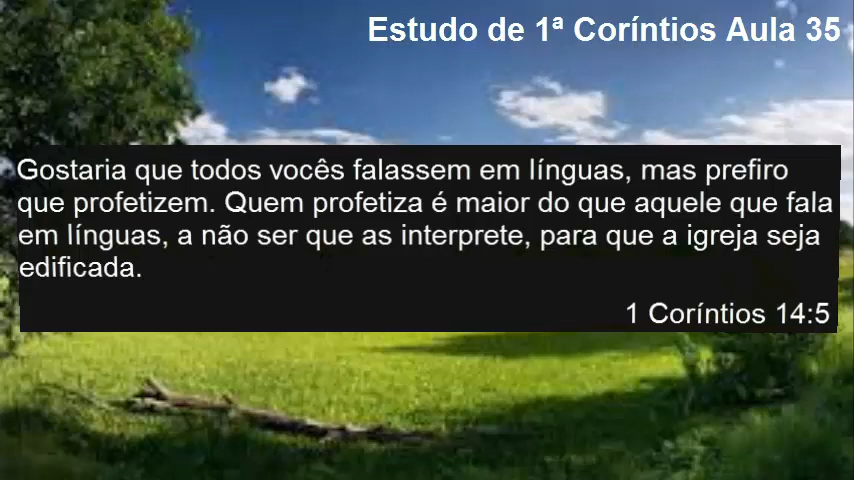 Estudo de 1ª Coríntios Aula 35
Gostaria que todos vocês falassem em línguas, mas prefiro
que profetizem. Quem profetiza é maior do que aquele que fala
em línguas, a não ser que as interprete, para que a igreja seja
edificada.
1 Coríntios 14:5